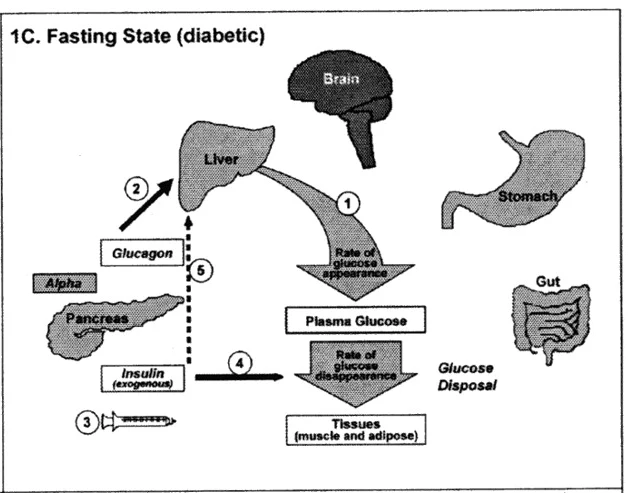 1C. Fasting State (diabetic)
Brain
Liver
2
1
Stomach
Glucagon
Rate of
glucose
appearance
5
Alpha
Gut
Pancreas
Plasma Glucose
Insulin
(exogenous)
4
Rate of
glucose
disappearance
Glucose
Disposal
3
Tissues
(muscle and adipose)